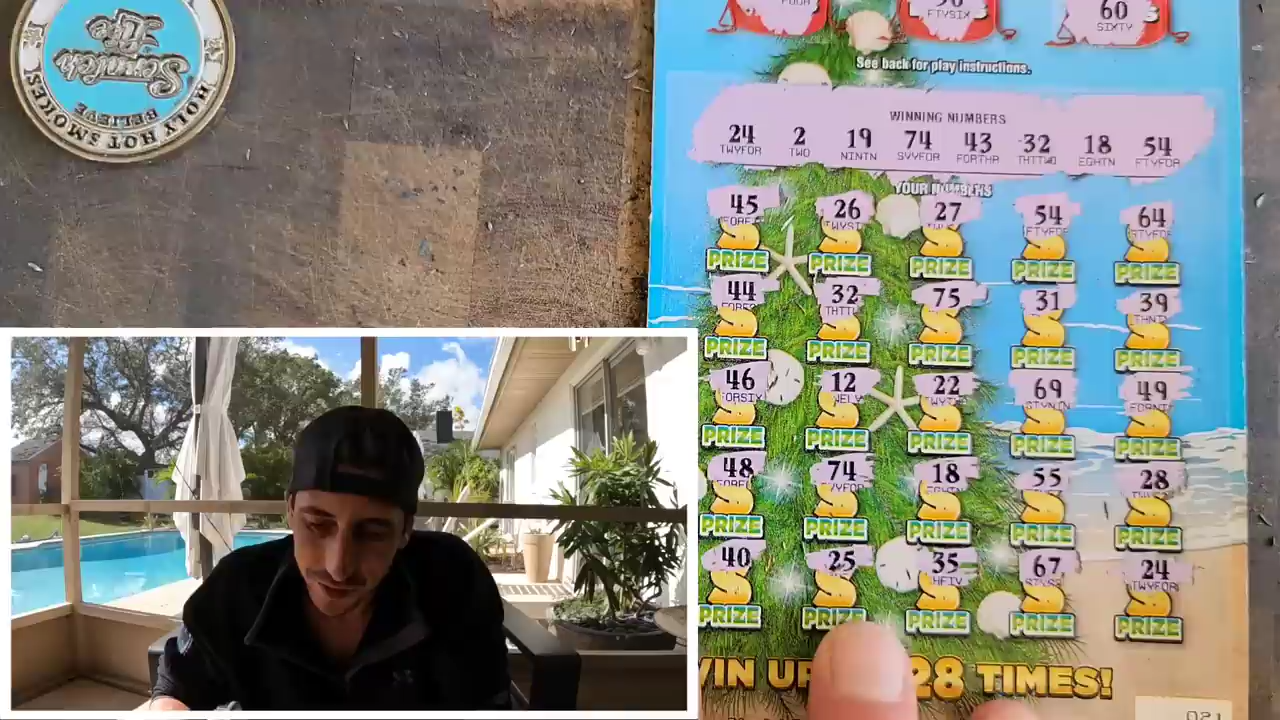 FTYSIX
60
SIXTY
See back for play instructions.
WINNING NUMBERS
24 2 19 74 43 32 18 54
TWYFOR TWO NINTN SVYFOR FORTHR THTTWO EGHTN FTYFOR
YOUR NUMBERS
45 26 27 54 64
PRIZE PRIZE PRIZE PRIZE PRIZE
44 32 75 31 39
PRIZE PRIZE PRIZE PRIZE PRIZE
46 12 22 69 49
FORSIX
PRIZE PRIZE PRIZE PRIZE PRIZE
48 74 18 55 28
PRIZE PRIZE PRIZE PRIZE PRIZE
40 25 35 67 24
TWYFOR
PRIZE PRIZE PRIZE PRIZE PRIZE
28 TIMES!
Scratch
Life
HOLY HOT SMOKES
BELIEVE